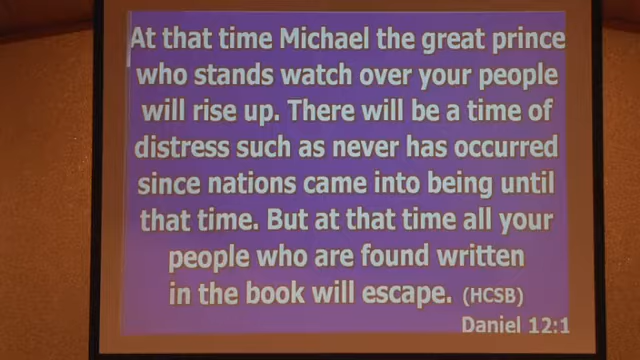 At that time Michael the great prince
who stands watch over your people
will rise up. There will be a time of
distress such as never has occurred
since nations came into being until
that time. But at that time all your
people who are found written
in the book will escape. (HCSB)
Daniel 12:1